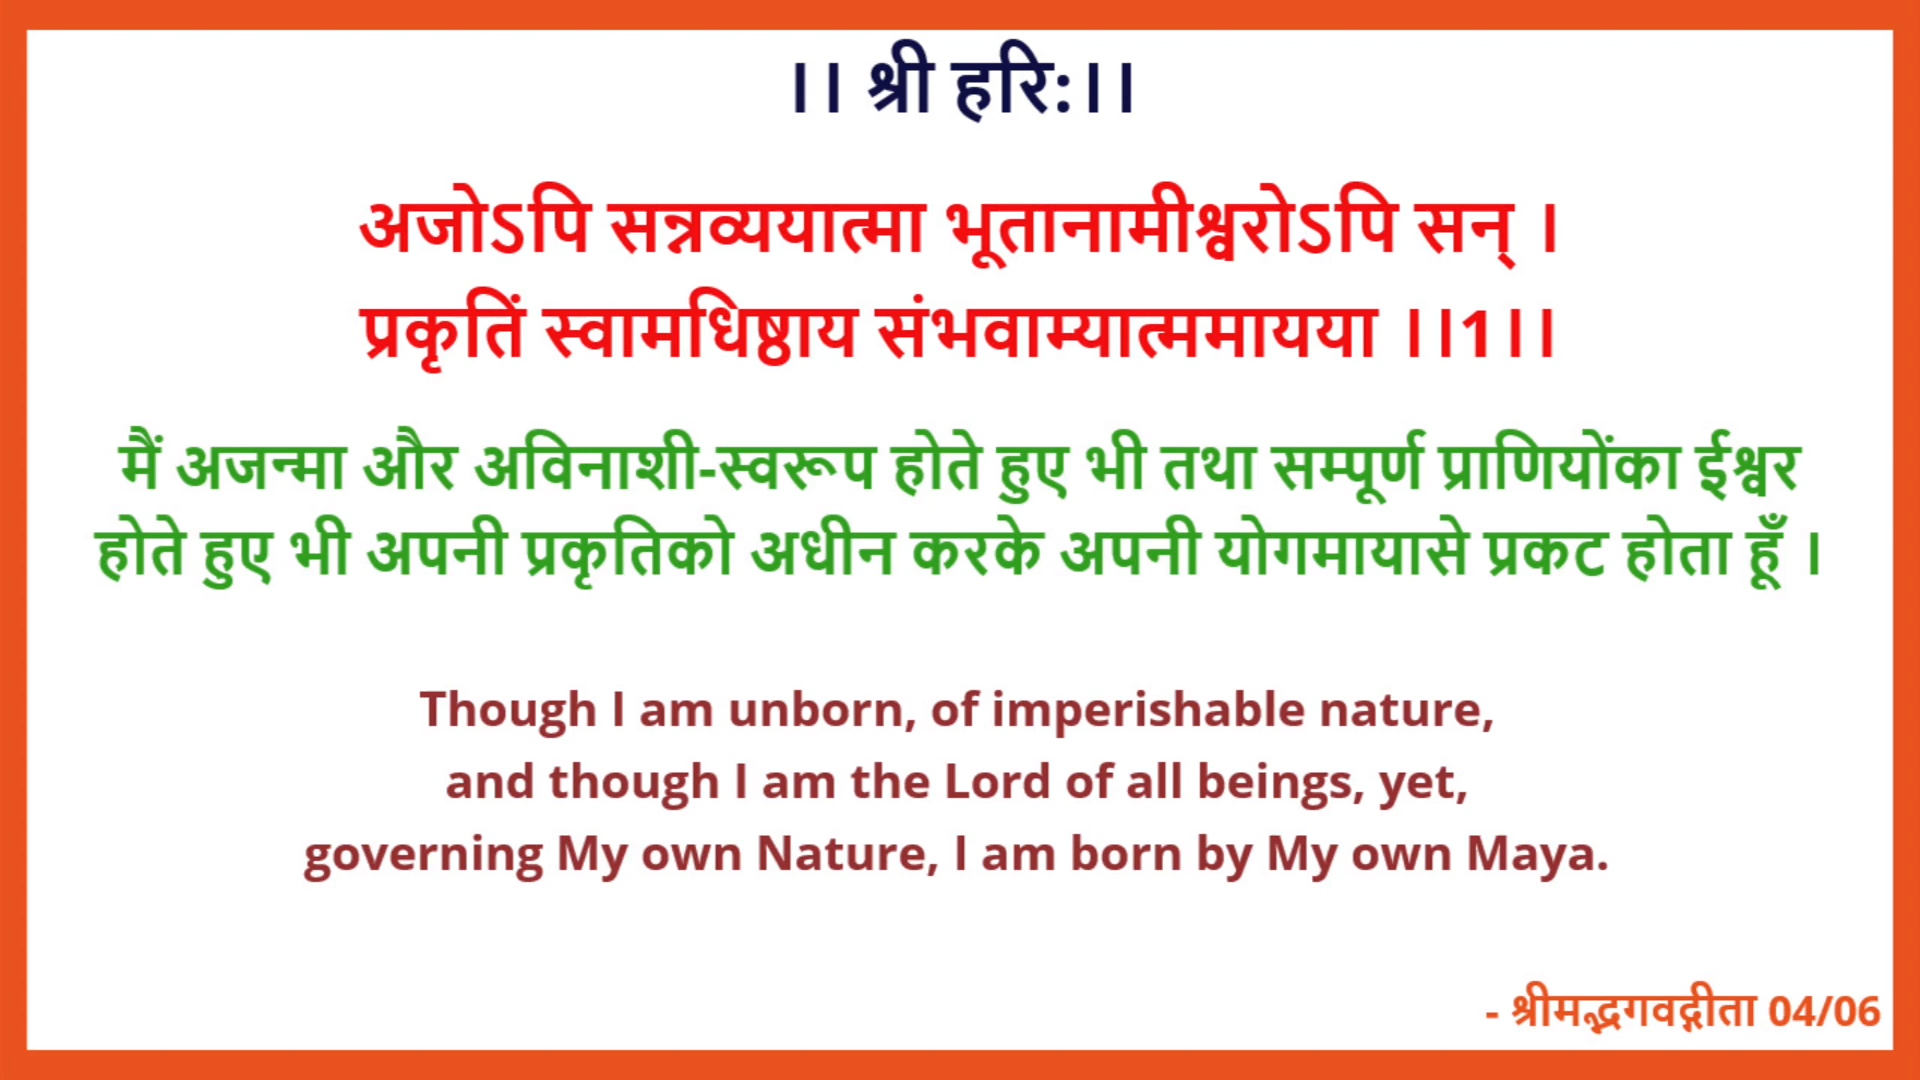 ।। श्री हरि:।।
अजोऽपि सन्नव्ययात्मा भूतानामीश्वरोऽपि सन् ।
प्रकृतिं स्वामधिष्ठाय संभवाम्यात्ममायया ।।1।।
मैं अजन्मा और अविनाशी-स्वरूप होते हुए भी तथा सम्पूर्ण प्राणियोंका ईश्वर
होते हुए भी अपनी प्रकृतिको अधीन करके अपनी योगमायासे प्रकट होता हूँ ।
Though I am unborn, of imperishable nature,
and though I am the Lord of all beings, yet,
governing My own Nature, I am born by My own Maya.
- श्रीमद्भगवद्गीता 04/06